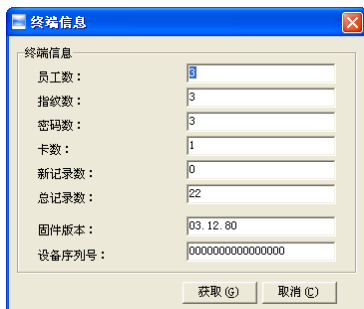 终端信息
终端信息
员工数： 3
指纹数： 3
密码数： 3
卡数： 1
新记录数： 0
总记录数： 22
固件版本： 03.12.80
设备序列号： 0000000000000000
获取(G) 取消(C)